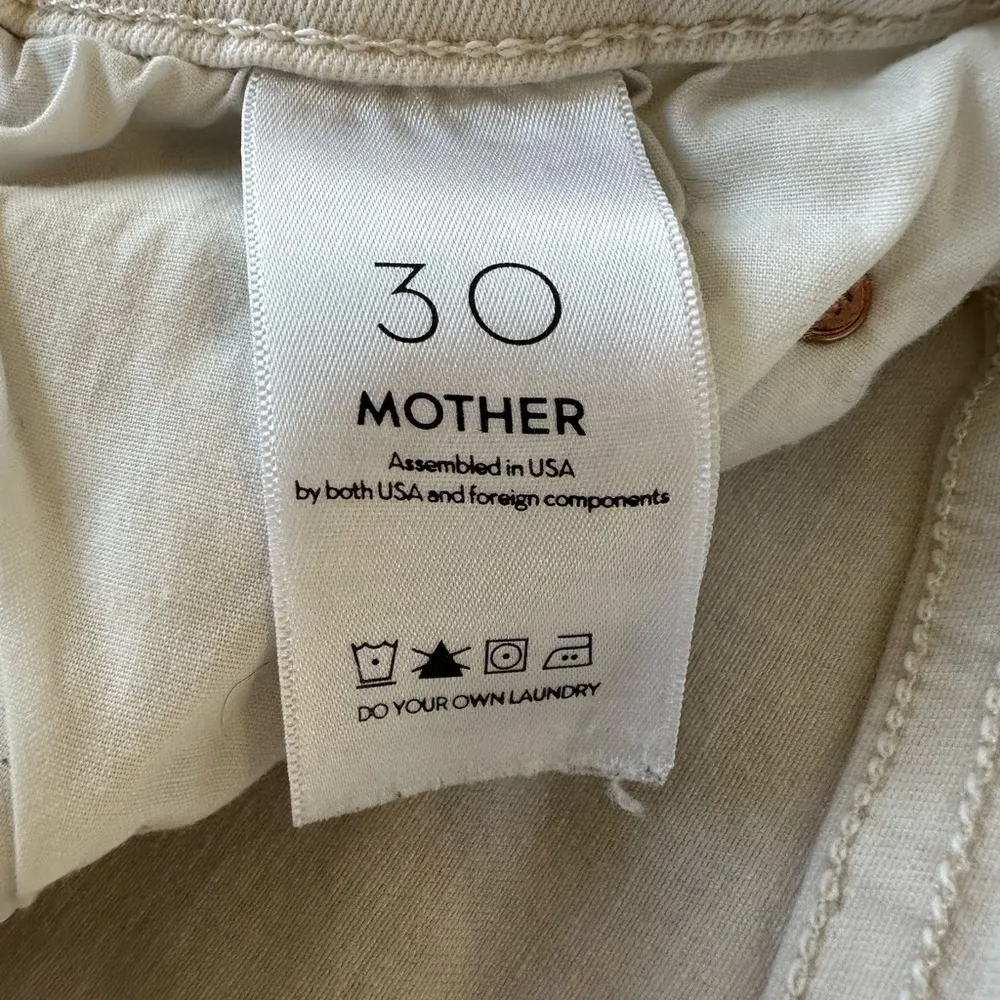 30
MOTHER
Assembled in USA
by both USA and foreign components
DO YOUR OWN LAUNDRY